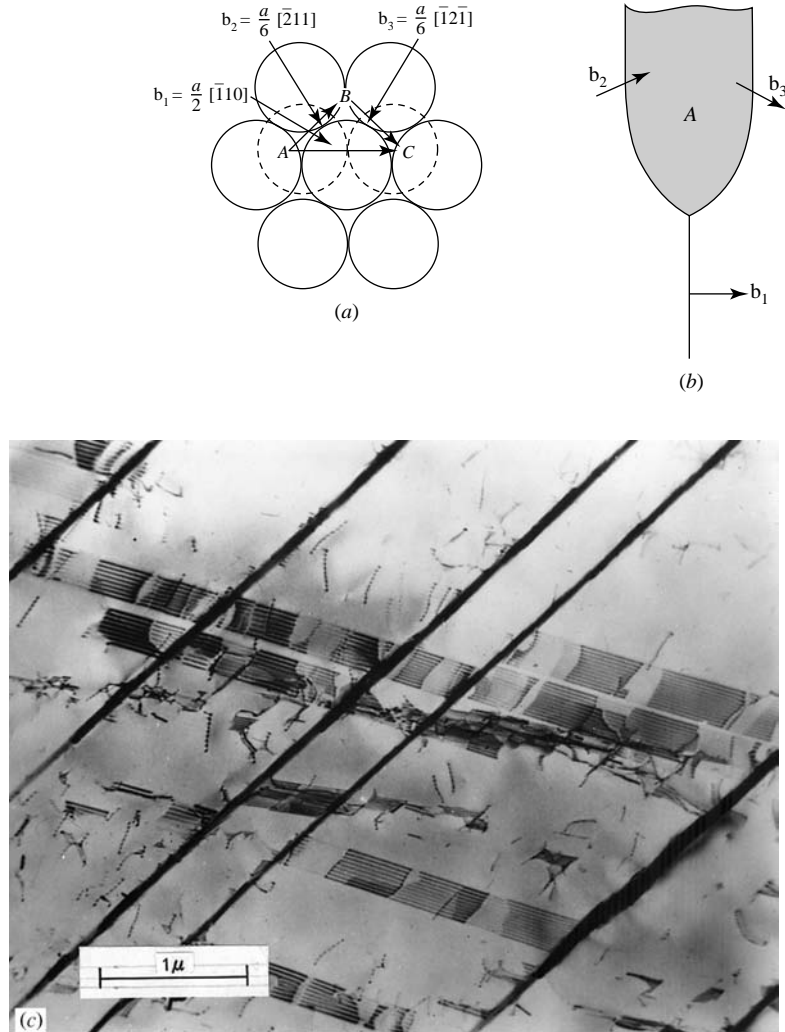 b₂ = a/6 [2̄11]
b₃ = a/6 [1̄21̄]
b₁ = a/2 [1̄10]
B
A
C
(a)
b₂
b₃
A
b₁
(b)
1μ
(c)